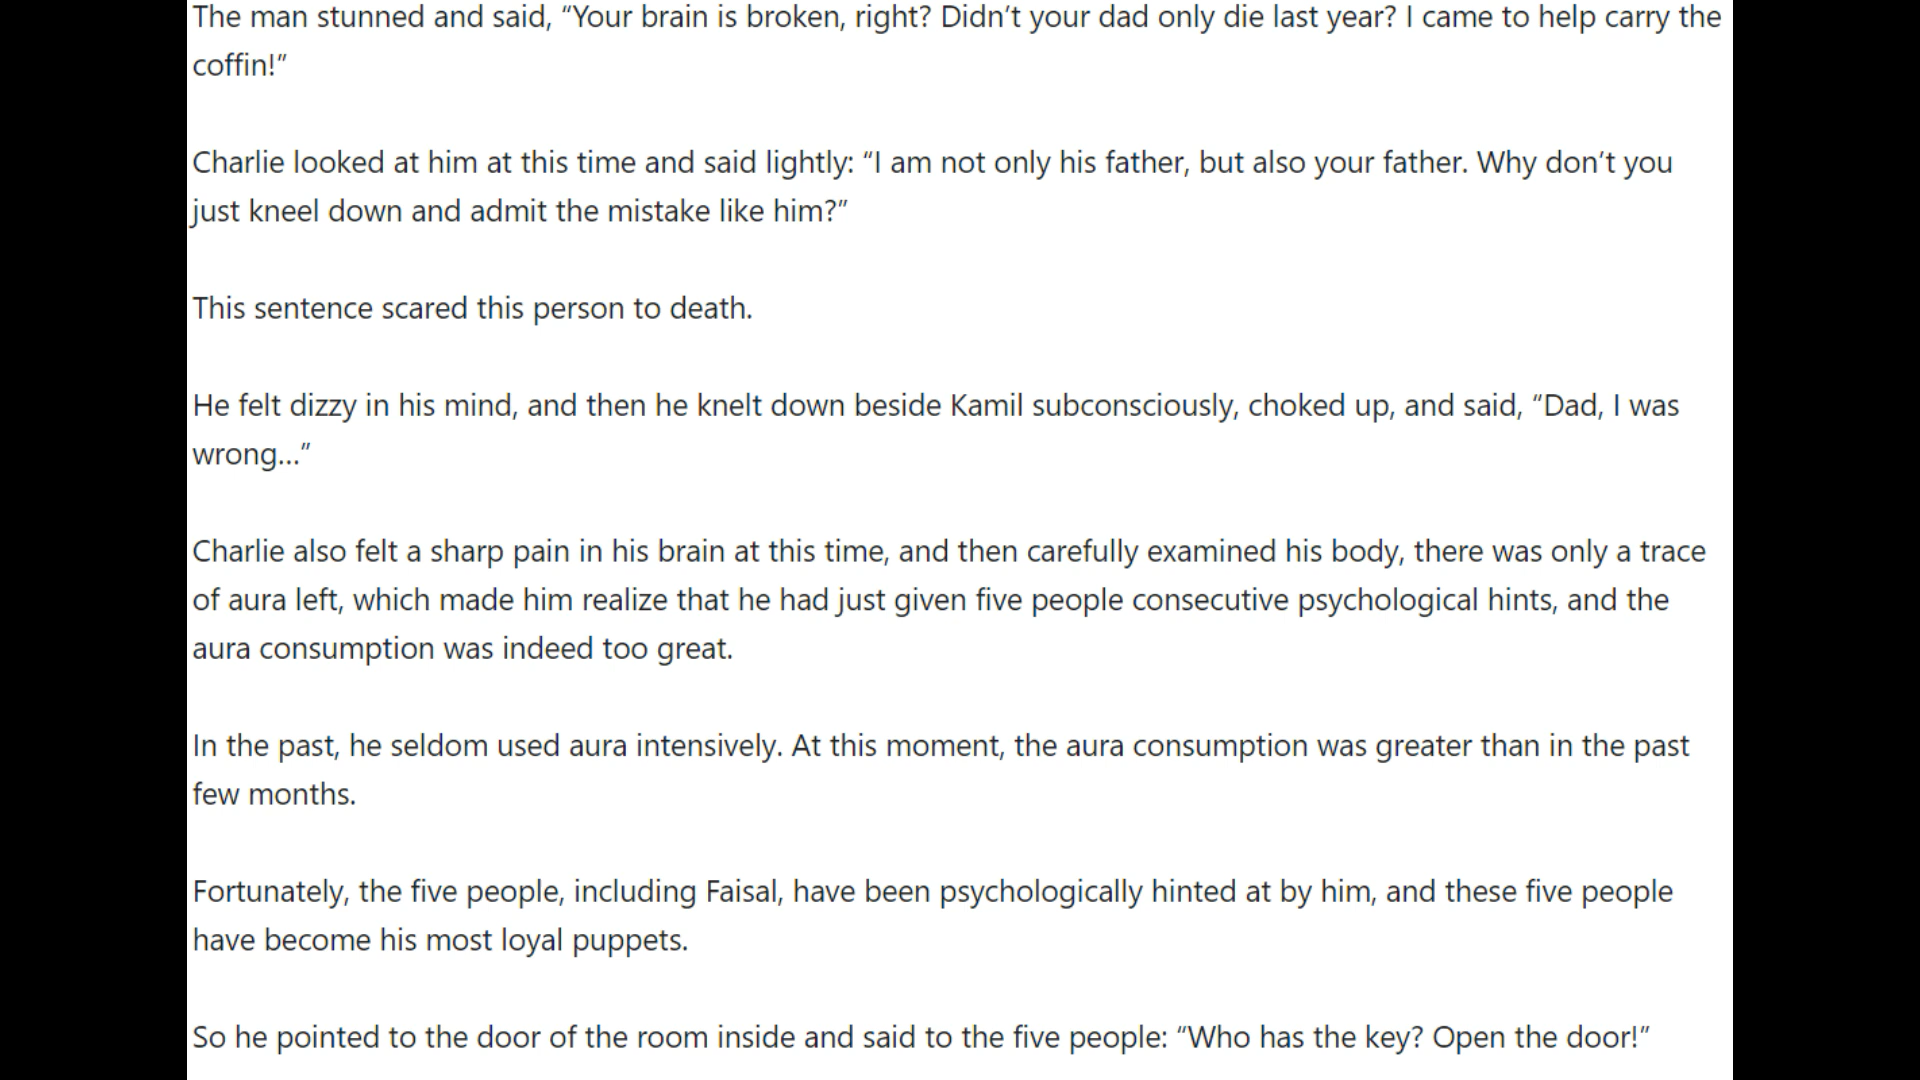 The man stunned and said, “Your brain is broken, right? Didn’t your dad only die last year? I came to help carry the
coffin!”
Charlie looked at him at this time and said lightly: “I am not only his father, but also your father. Why don’t you
just kneel down and admit the mistake like him?”
This sentence scared this person to death.
He felt dizzy in his mind, and then he knelt down beside Kamil subconsciously, choked up, and said, “Dad, I was
wrong…”
Charlie also felt a sharp pain in his brain at this time, and then carefully examined his body, there was only a trace
of aura left, which made him realize that he had just given five people consecutive psychological hints, and the
aura consumption was indeed too great.
In the past, he seldom used aura intensively. At this moment, the aura consumption was greater than in the past
few months.
Fortunately, the five people, including Faisal, have been psychologically hinted at by him, and these five people
have become his most loyal puppets.
So he pointed to the door of the room inside and said to the five people: “Who has the key? Open the door!”